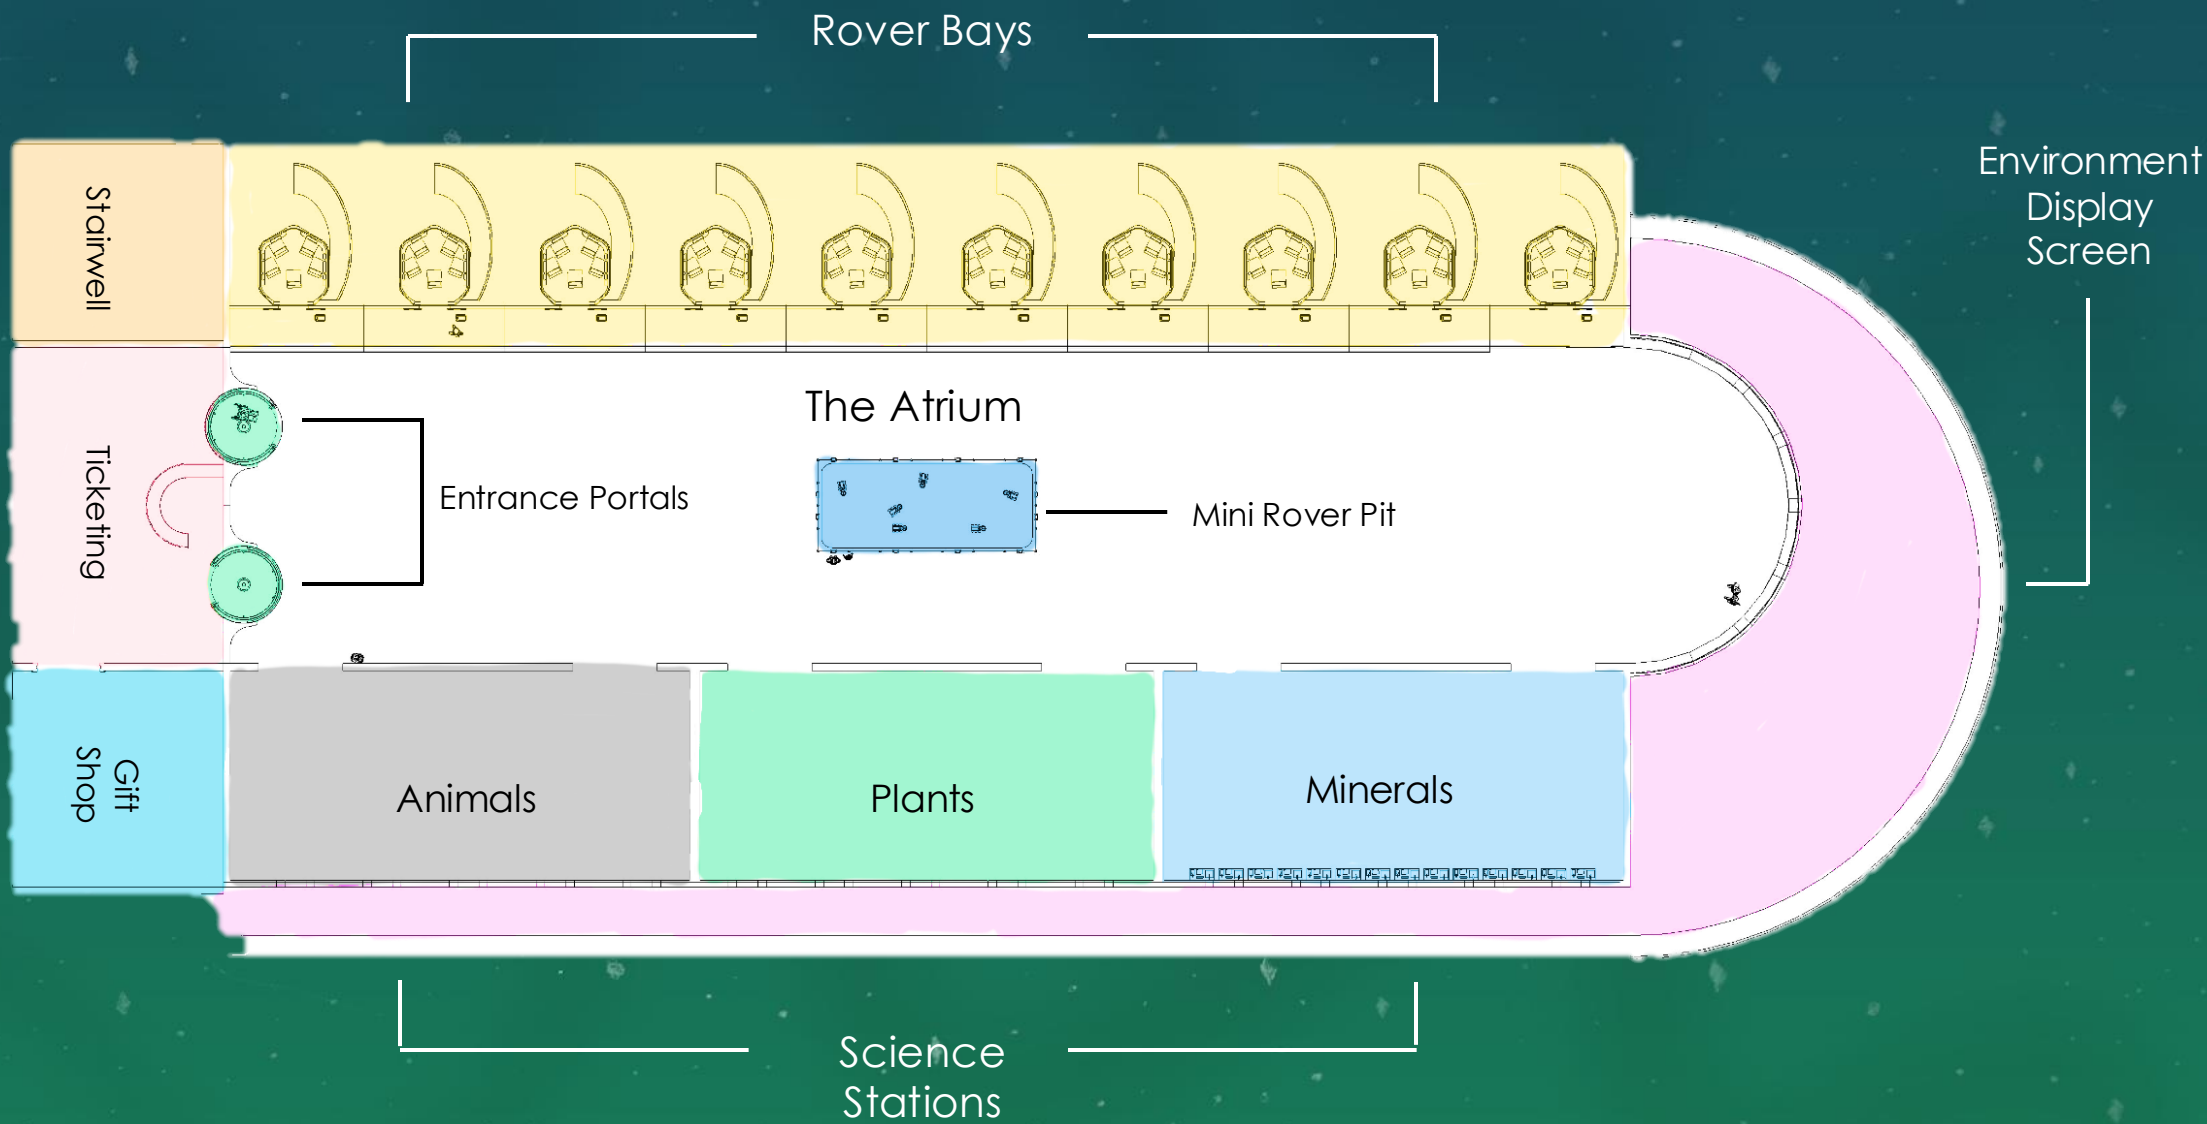 Rover Bays
Environment
Display
Screen
Stairwell
The Atrium
Ticketing
Entrance Portals
Mini Rover Pit
Gift
Shop
Animals
Plants
Minerals
Science
Stations